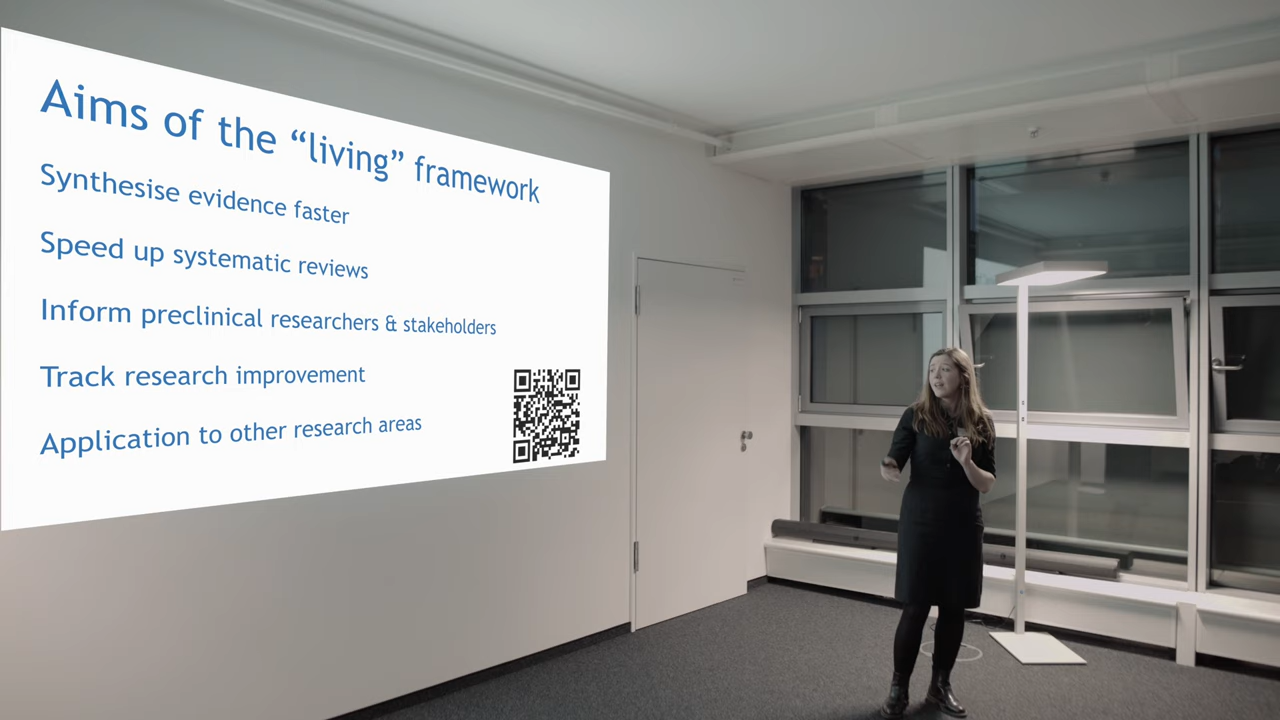 Aims of the “living” framework
Synthesise evidence faster
Speed up systematic reviews
Inform preclinical researchers & stakeholders
Track research improvement
Application to other research areas